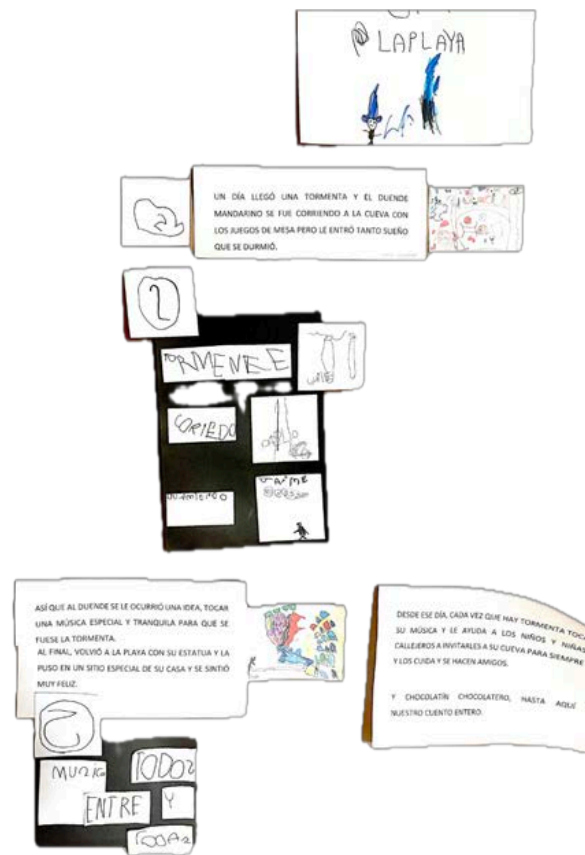 LAPLAYA
2
UN DÍA LLEGÓ UNA TORMENTA Y EL DUENDE
MANDARINO SE FUE CORRIENDO A LA CUEVA CON
LOS JUEGOS DE MESA PERO LE ENTRÓ TANTO SUEÑO
QUE SE DURMIÓ.
TORMENEE
CORIEDO
DURMIENDO
ASÍ QUE AL DUENDE SE LE OCURRIÓ UNA IDEA, TOCAR
UNA MÚSICA ESPECIAL Y TRANQUILA PARA QUE SE
FUESE LA TORMENTA.
AL FINAL, VOLVIÓ A LA PLAYA CON SU ESTATUA Y LA
PUSO EN UN SITIO ESPECIAL DE SU CASA Y SE SINTIÓ
MUY FELIZ.
MUSICA
TODOS
ENTRE
Y
TODAS
DESDE ESE DÍA, CADA VEZ QUE HAY TORMENTA TOCA
SU MÚSICA Y LE AYUDA A LOS NIÑOS Y NIÑAS
CALLEJEROS A INVITARLES A SU CUEVA PARA SIEMPRE
Y LOS CUIDA Y SE HACEN AMIGOS.
Y CHOCOLATÍN CHOCOLATERO, HASTA AQUÍ
NUESTRO CUENTO ENTERO.